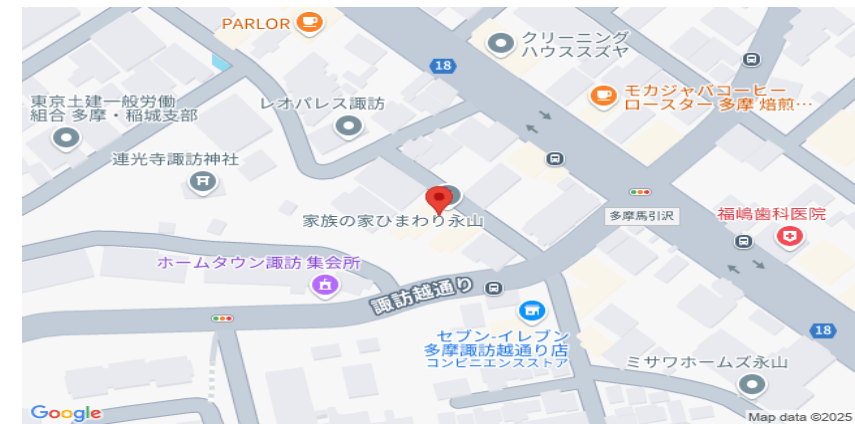 PARLOR
クリーニング
ハウススズヤ
18
モカジャバコーヒー
ロースター 多摩 焙煎…
東京土建一般労働
組合 多摩・稲城支部
レオパレス諏訪
連光寺諏訪神社
家族の家ひまわり永山
多摩馬引沢
福嶋歯科医院
ホームタウン諏訪 集会所
諏訪越通り
セブン-イレブン
多摩諏訪越通り店
コンビニエンスストア
18
ミサワホームズ永山
Google
Map data ©2025